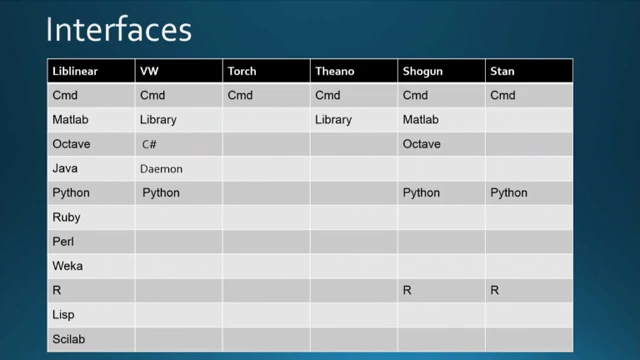 Interfaces
Liblinear VW Torch Theano Shogun Stan
Cmd Cmd Cmd Cmd Cmd Cmd
Matlab Library Library Matlab
Octave C# Octave
Java Daemon
Python Python Python Python
Ruby
Perl
Weka
R R R
Lisp
Scilab